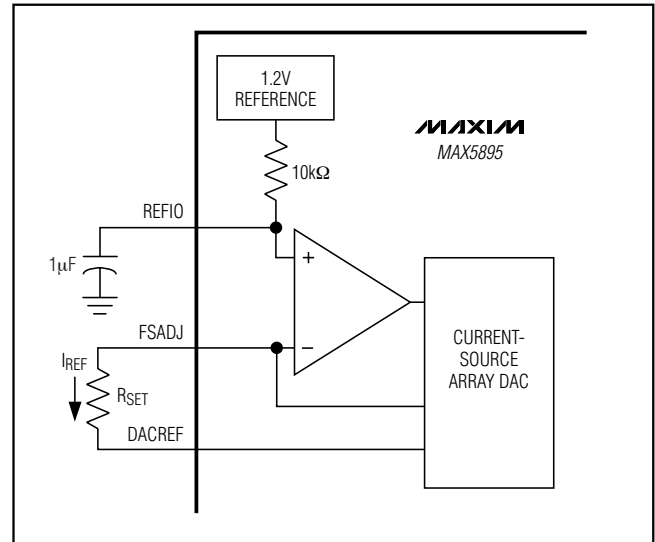 1.2V
REFERENCE
MAXIM
MAX5895
10kΩ
REFIO
+
1μF
FSADJ
−
CURRENT-
SOURCE
ARRAY DAC
IREF
RSET
DACREF